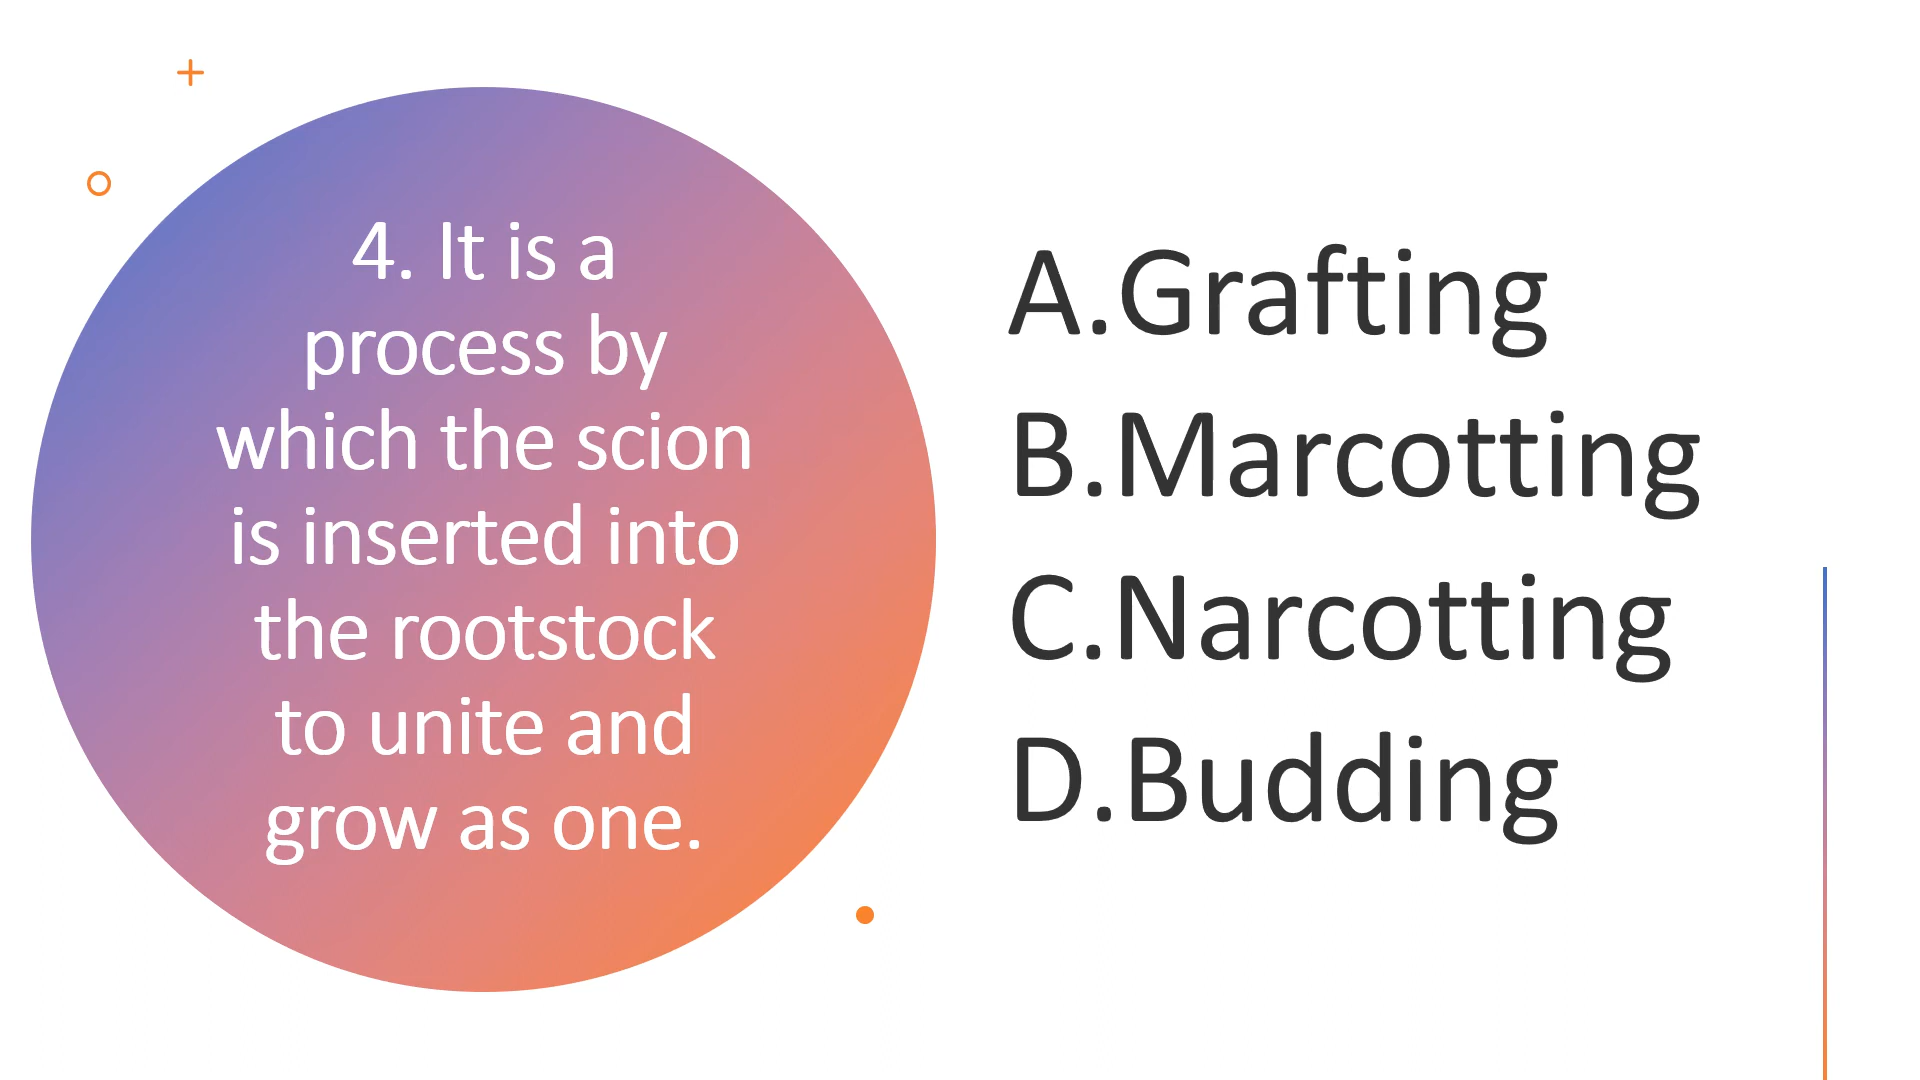 4. It is a
process by
which the scion
is inserted into
the rootstock
to unite and
grow as one.
A.Grafting
B.Marcotting
C.Narcotting
D.Budding